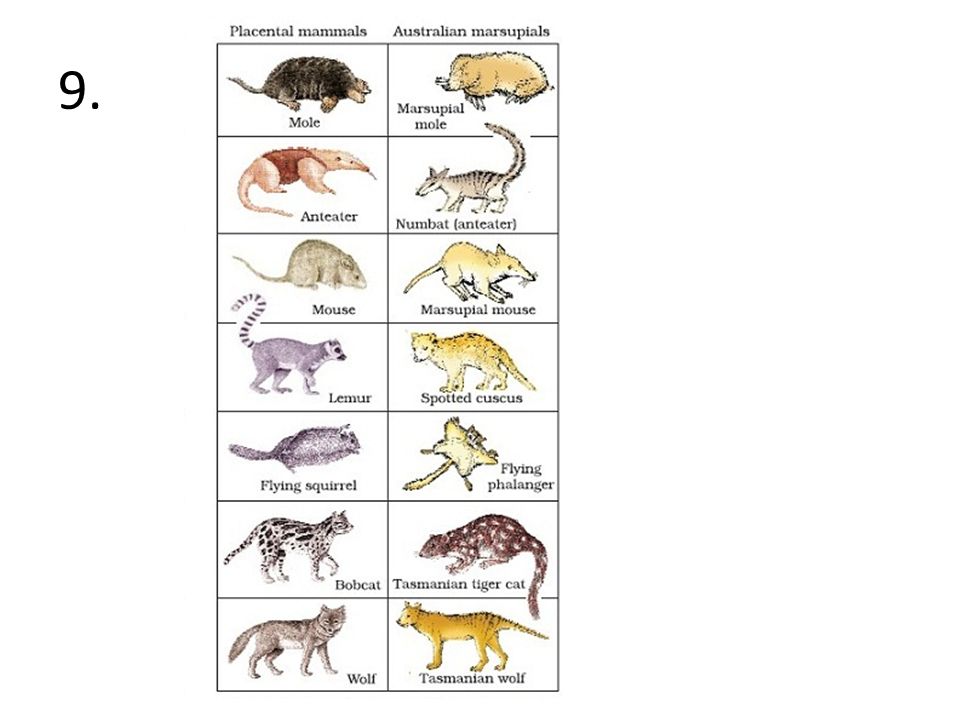 9.
Placental mammals Australian marsupials
Mole
Marsupial
mole
Anteater
Numbat (anteater)
Mouse
Marsupial mouse
Lemur
Spotted cuscus
Flying squirrel
Flying
phalanger
Bobcat
Tasmanian tiger cat
Wolf
Tasmanian wolf